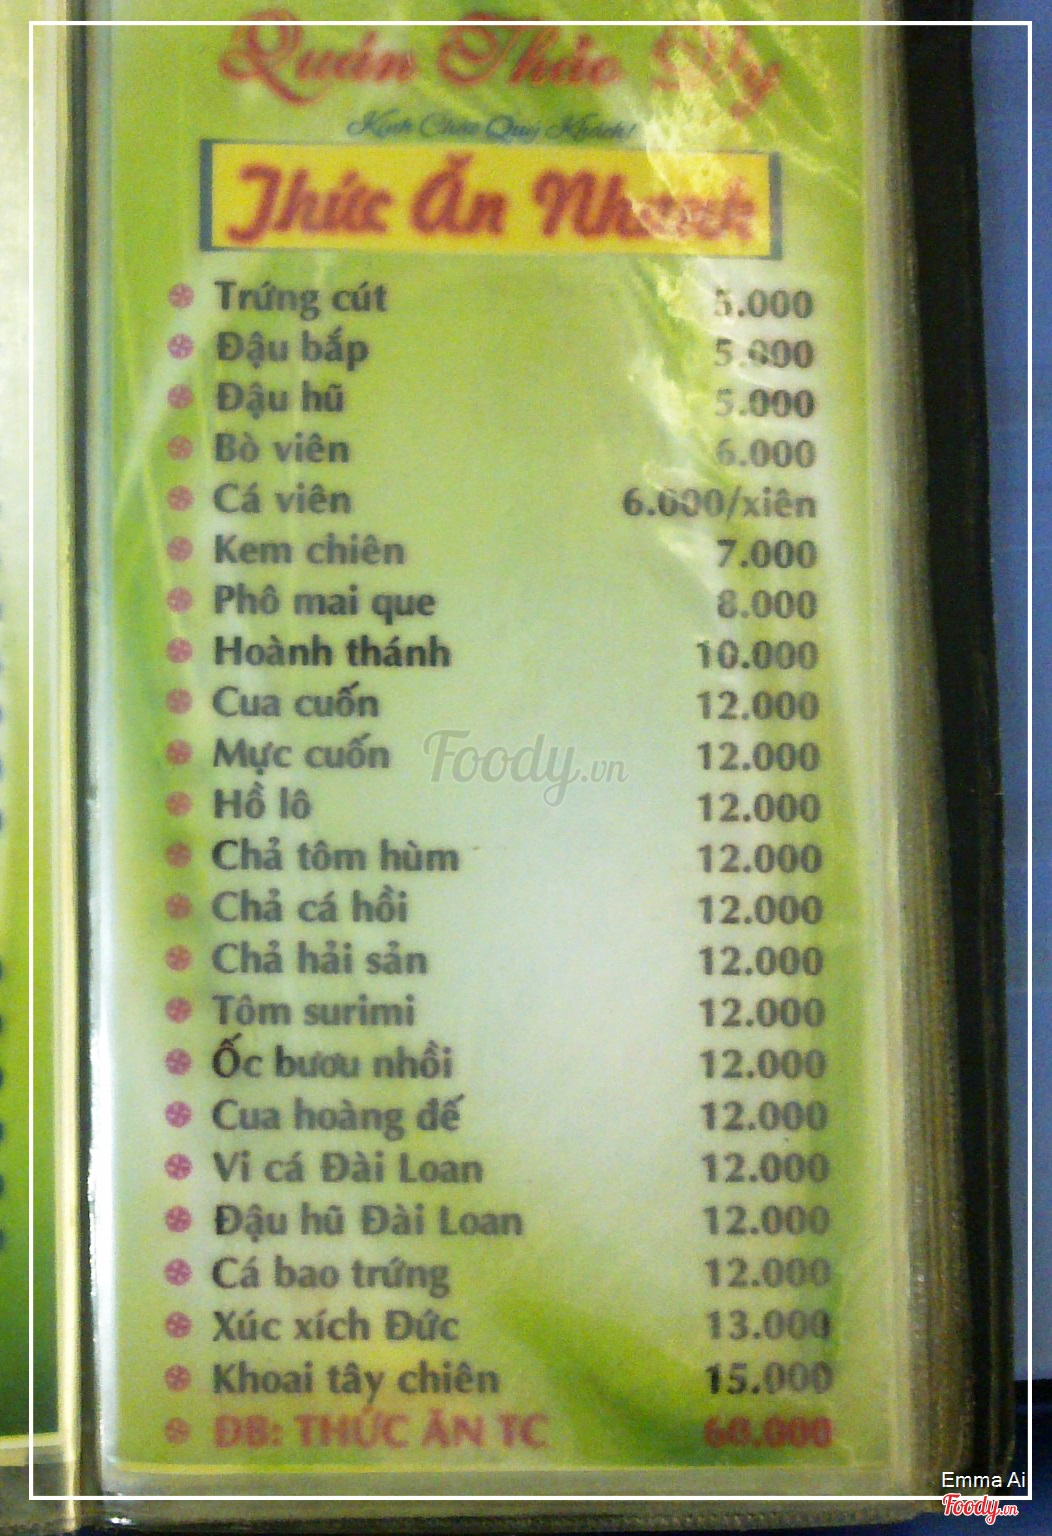 Quán Thảo Vy
Kính Chào Quý Khách!
Thức Ăn Nhanh
Trứng cút 5.000
Đậu bắp 5.000
Đậu hũ 5.000
Bò viên 6.000
Cá viên 6.000/xiên
Kem chiên 7.000
Phô mai que 8.000
Hoành thánh 10.000
Cua cuốn 12.000
Mực cuốn 12.000
Hồ lô 12.000
Chả tôm hùm 12.000
Chả cá hồi 12.000
Chả hải sản 12.000
Tôm surimi 12.000
Ốc bươu nhồi 12.000
Cua hoàng đế 12.000
Vi cá Đài Loan 12.000
Đậu hũ Đài Loan 12.000
Cá bao trứng 12.000
Xúc xích Đức 13.000
Khoai tây chiên 15.000
ĐB: THỨC ĂN TC 60.000
Foody.vn
Emma Ai
Foody.vn